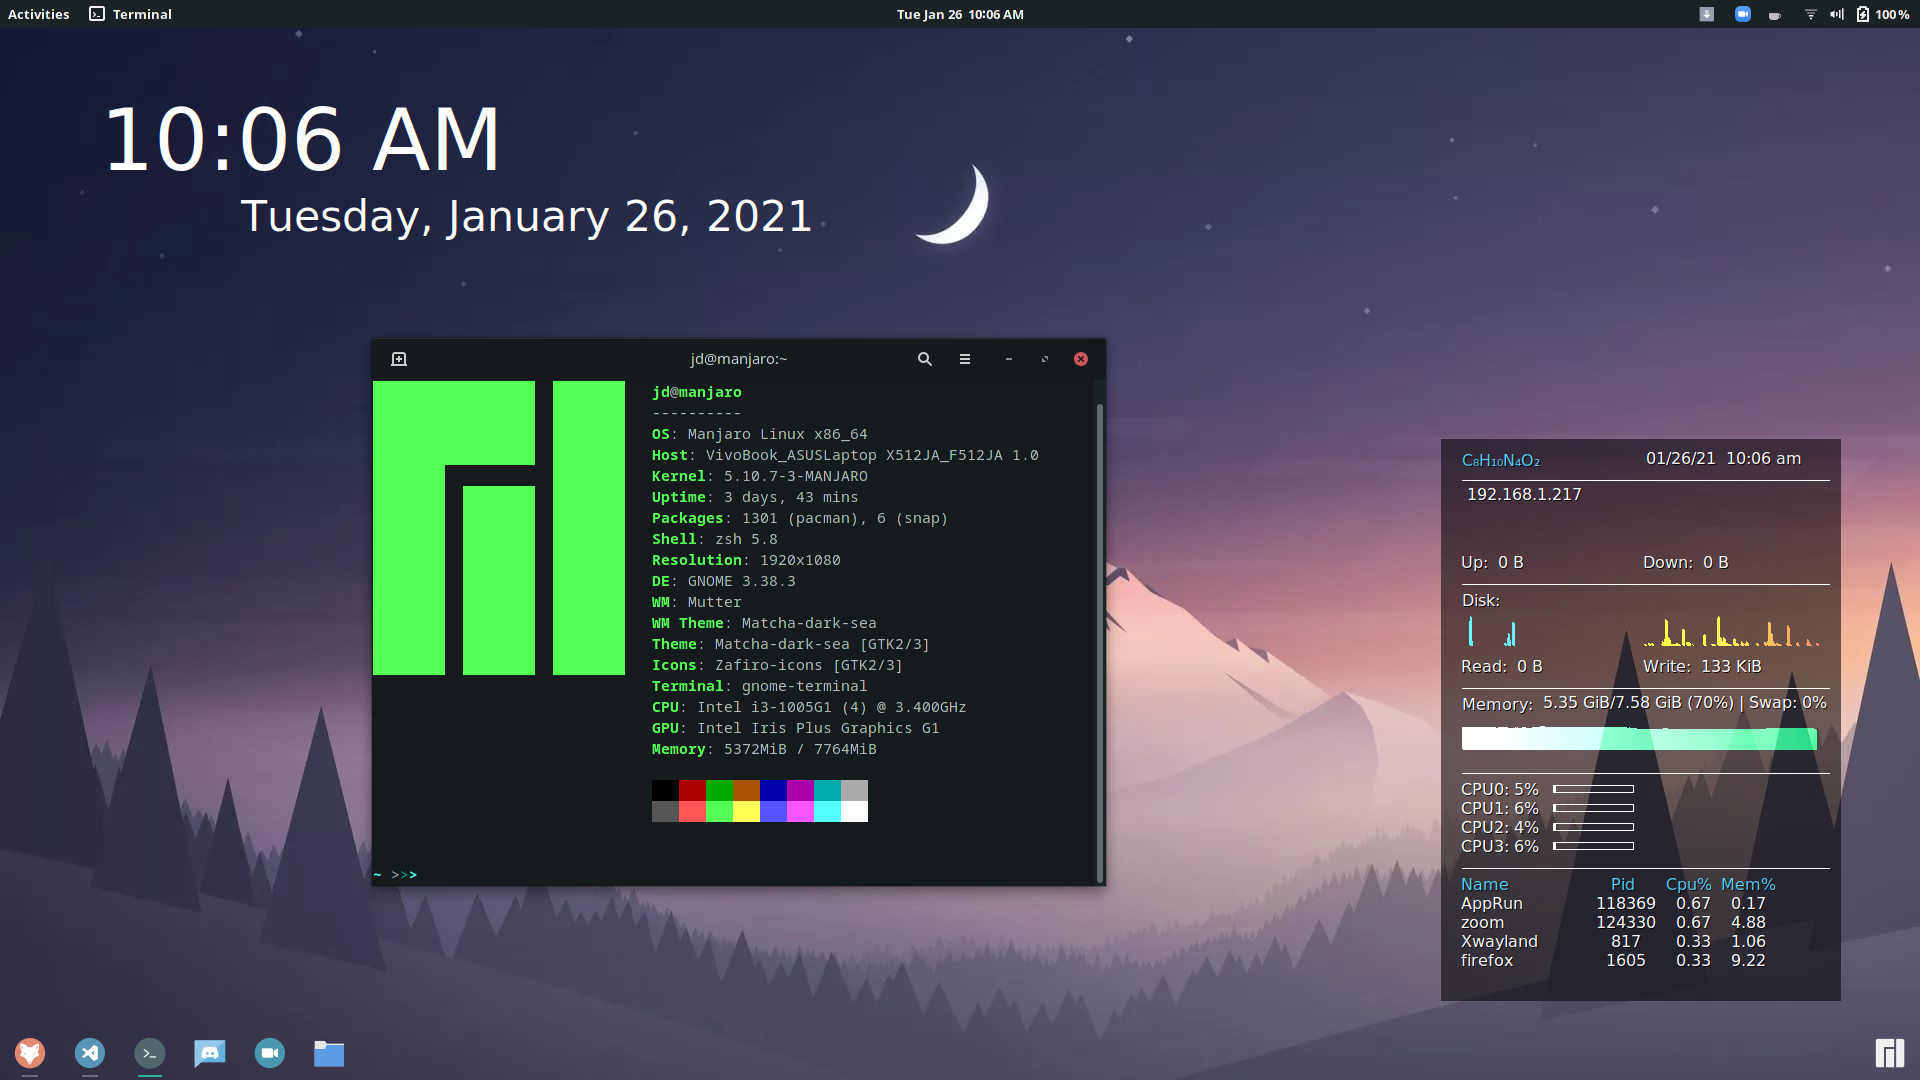 Activities Terminal Tue Jan 26 10:06 AM 100%
10:06 AM
Tuesday, January 26, 2021
jd@manjaro:~
jd@manjaro
----------
OS: Manjaro Linux x86_64
Host: VivoBook_ASUSLaptop X512JA_F512JA 1.0
Kernel: 5.10.7-3-MANJARO
Uptime: 3 days, 43 mins
Packages: 1301 (pacman), 6 (snap)
Shell: zsh 5.8
Resolution: 1920x1080
DE: GNOME 3.38.3
WM: Mutter
WM Theme: Matcha-dark-sea
Theme: Matcha-dark-sea [GTK2/3]
Icons: Zafiro-icons [GTK2/3]
Terminal: gnome-terminal
CPU: Intel i3-1005G1 (4) @ 3.400GHz
GPU: Intel Iris Plus Graphics G1
Memory: 5372MiB / 7764MiB
~ >>>
C₈H₁₀N₄O₂ 01/26/21 10:06 am
192.168.1.217
Up: 0 B Down: 0 B
Disk:
Read: 0 B Write: 133 KiB
Memory: 5.35 GiB/7.58 GiB (70%) | Swap: 0%
CPU0: 5%
CPU1: 6%
CPU2: 4%
CPU3: 6%
Name Pid Cpu% Mem%
AppRun 118369 0.67 0.17
zoom 124330 0.67 4.88
Xwayland 817 0.33 1.06
firefox 1605 0.33 9.22